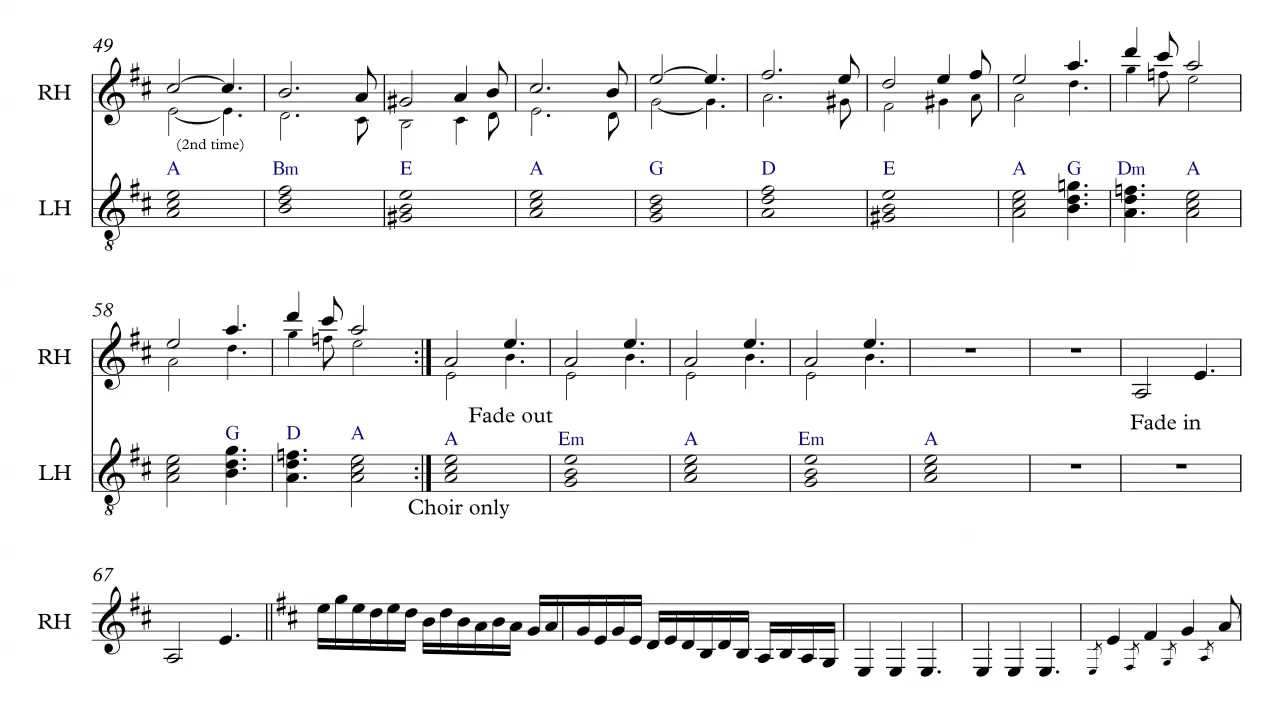 49
RH
(2nd time)
A Bm E A G D E A G Dm A
LH
8
58
RH
Fade out
Fade in
G D A A Em A Em A
LH
8
Choir only
67
RH